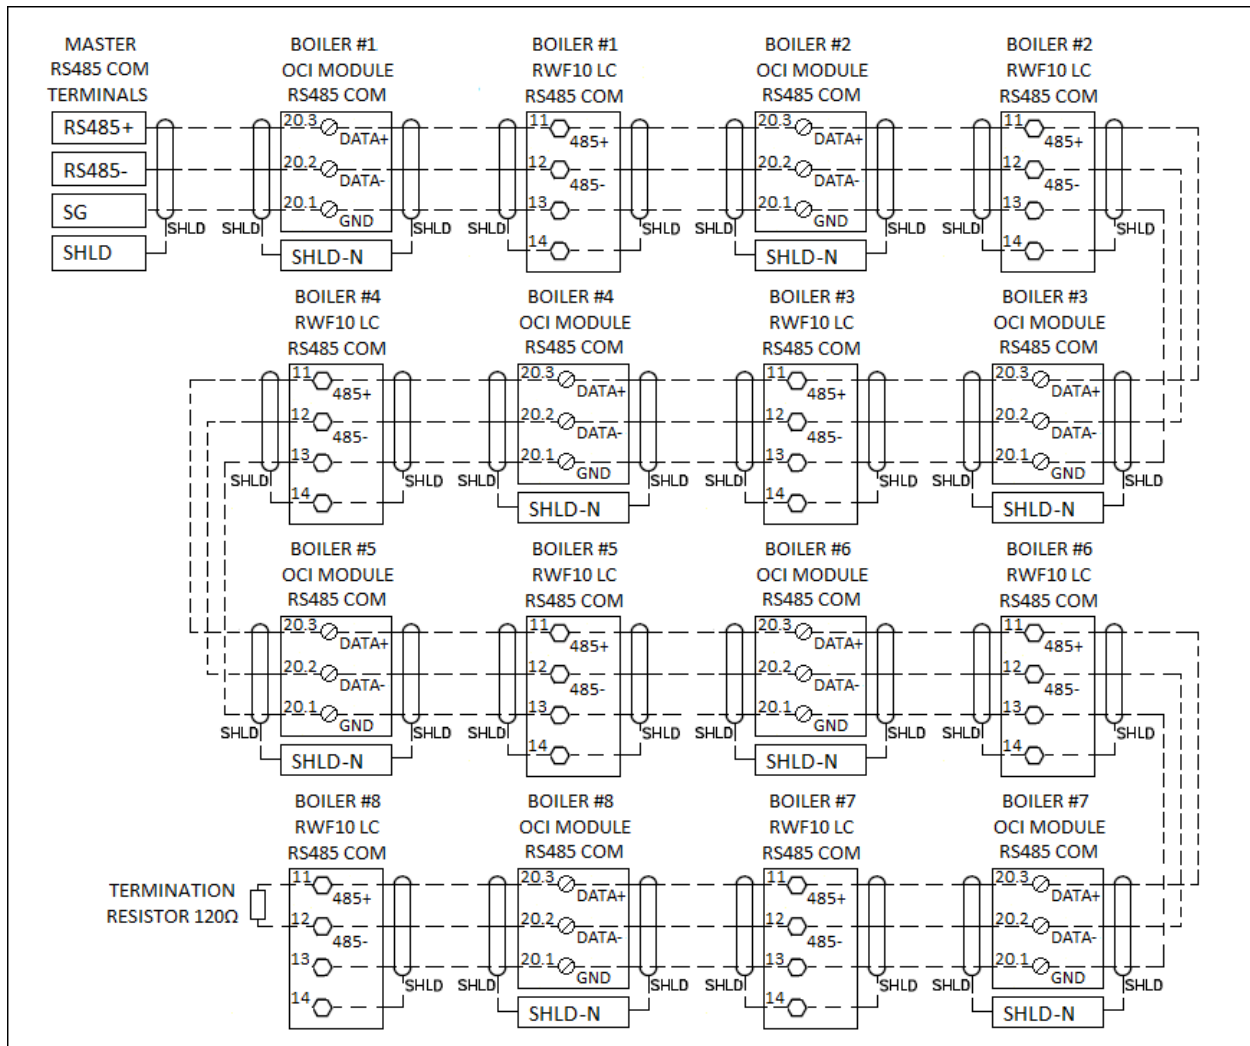 MASTER
RS485 COM
TERMINALS
RS485+
RS485-
SG
SHLD
SHLD
BOILER #1
OCI MODULE
RS485 COM
20.3
DATA+
20.2
DATA-
20.1
GND
SHLD
SHLD
SHLD-N
BOILER #1
RWF10 LC
RS485 COM
11
485+
12
485-
13
14
SHLD
SHLD
BOILER #2
OCI MODULE
RS485 COM
20.3
DATA+
20.2
DATA-
20.1
GND
SHLD
SHLD
SHLD-N
BOILER #2
RWF10 LC
RS485 COM
11
485+
12
485-
13
14
SHLD
SHLD
BOILER #4
RWF10 LC
RS485 COM
11
485+
12
485-
13
14
SHLD
SHLD
BOILER #4
OCI MODULE
RS485 COM
20.3
DATA+
20.2
DATA-
20.1
GND
SHLD
SHLD
SHLD-N
BOILER #3
RWF10 LC
RS485 COM
11
485+
12
485-
13
14
SHLD
SHLD
BOILER #3
OCI MODULE
RS485 COM
20.3
DATA+
20.2
DATA-
20.1
GND
SHLD
SHLD
SHLD-N
BOILER #5
OCI MODULE
RS485 COM
20.3
DATA+
20.2
DATA-
20.1
GND
SHLD
SHLD
SHLD-N
BOILER #5
RWF10 LC
RS485 COM
11
485+
12
485-
13
14
SHLD
SHLD
BOILER #6
OCI MODULE
RS485 COM
20.3
DATA+
20.2
DATA-
20.1
GND
SHLD
SHLD
SHLD-N
BOILER #6
RWF10 LC
RS485 COM
11
485+
12
485-
13
14
SHLD
SHLD
TERMINATION
RESISTOR 120Ω
BOILER #8
RWF10 LC
RS485 COM
11
485+
12
485-
13
14
SHLD
BOILER #8
OCI MODULE
RS485 COM
20.3
DATA+
20.2
DATA-
20.1
GND
SHLD
SHLD
SHLD-N
BOILER #7
RWF10 LC
RS485 COM
11
485+
12
485-
13
14
SHLD
SHLD
BOILER #7
OCI MODULE
RS485 COM
20.3
DATA+
20.2
DATA-
20.1
GND
SHLD
SHLD
SHLD-N